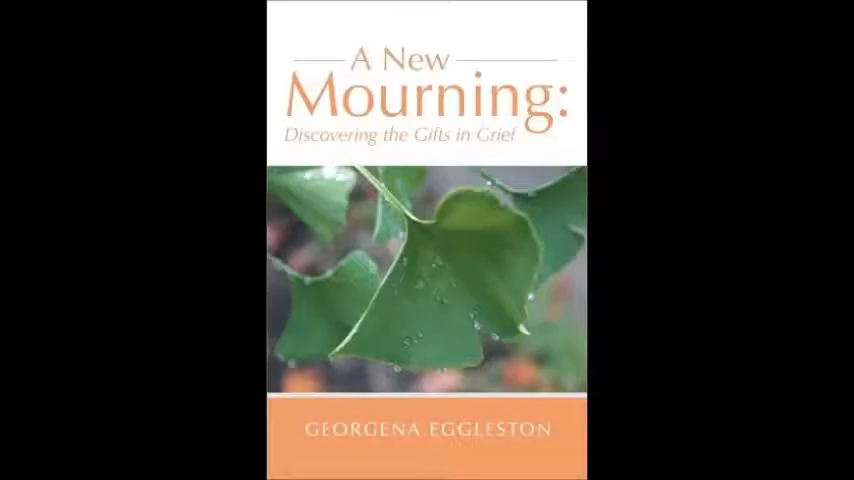 A New
Mourning:
Discovering the Gifts in Grief
GEORGENA EGGLESTON